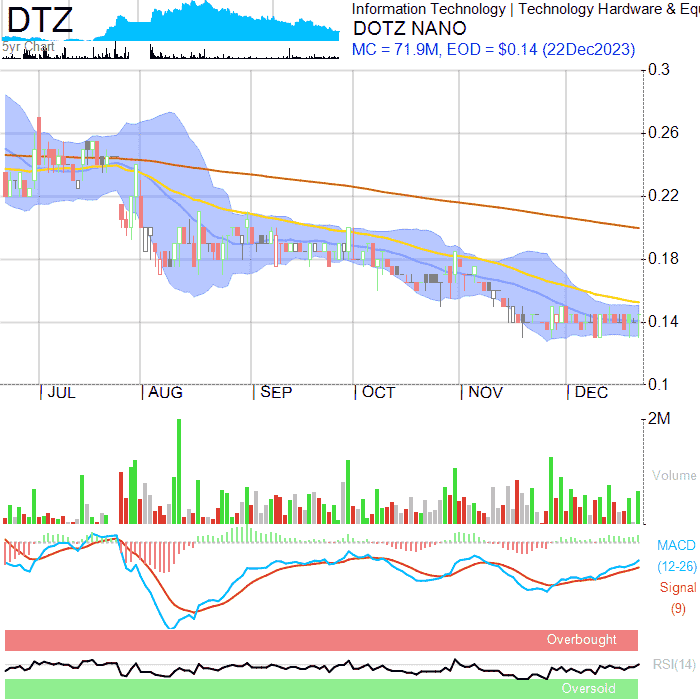 DTZ
5yr Chart
Information Technology | Technology Hardware & Equ
DOTZ NANO
MC = 71.9M, EOD = $0.14 (22Dec2023)
0.3
0.26
0.22
0.18
0.14
0.1
| JUL | AUG | SEP | OCT | NOV | DEC
2M
Volume
MACD
(12-26)
Signal
(9)
Overbought
RSI(14)
Oversold